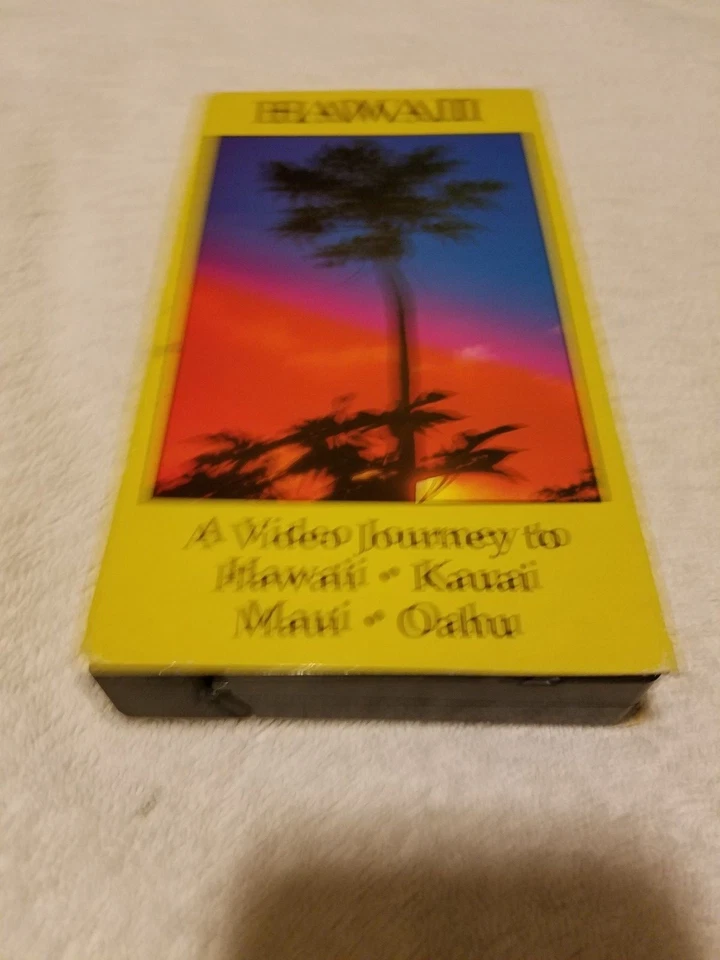 HAWAII
A Video Journey to
Hawaii • Kauai
Maui • Oahu